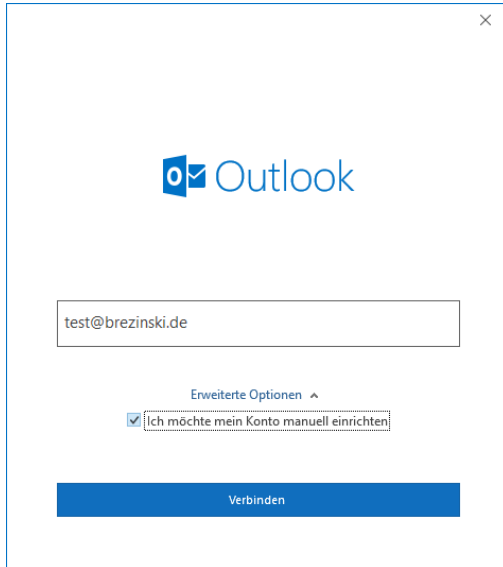 Outlook
test@brezinski.de
Erweiterte Optionen
Ich möchte mein Konto manuell einrichten
Verbinden